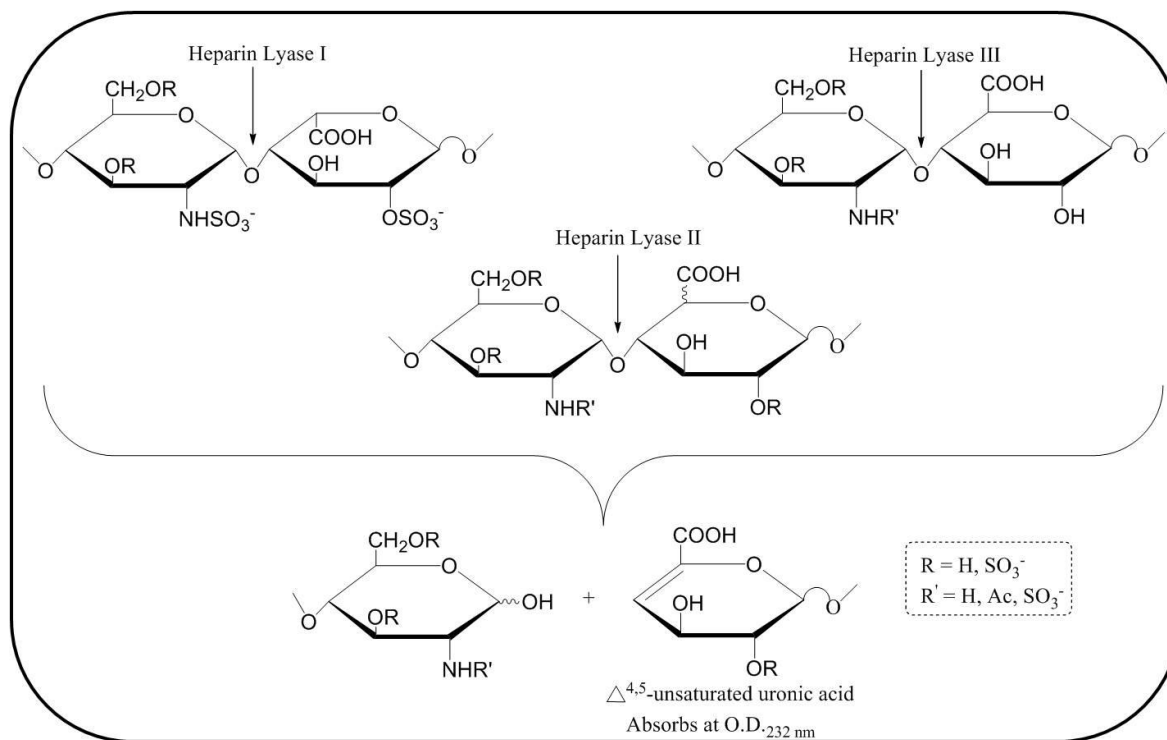 Heparin Lyase I
CH₂OR
O
COOH
O
OR
OH
O
O
O
NHSO₃⁻
OSO₃⁻
Heparin Lyase III
CH₂OR
O
COOH
O
OR
HO
O
O
O
NHR'
OH
Heparin Lyase II
CH₂OR
O
COOH
O
OR
OH
O
O
O
NHR'
OR
CH₂OR
O
OH
OR
O
NHR'
+
COOH
O
OH
O
OR
R = H, SO₃⁻
R' = H, Ac, SO₃⁻
△⁴,⁵-unsaturated uronic acid
Absorbs at O.D.₂₃₂ ₙₘ